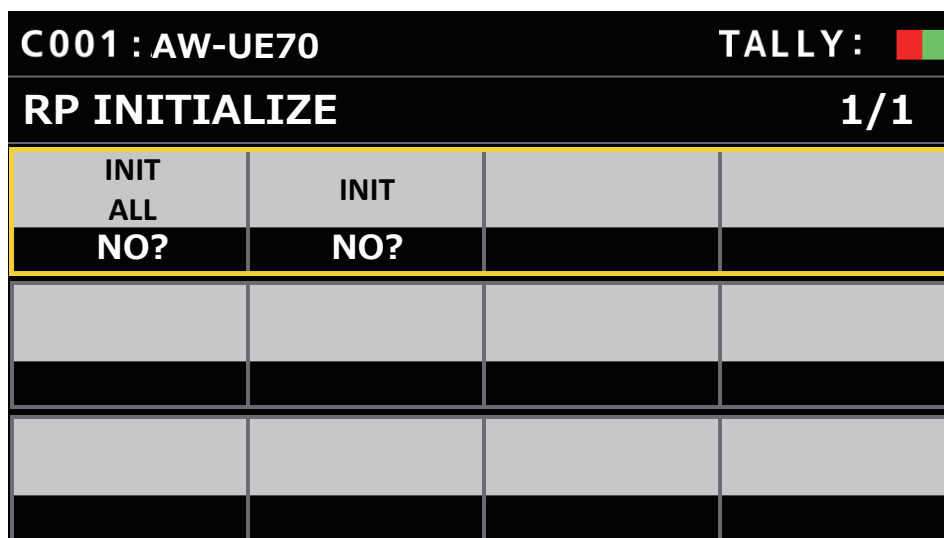 C001:AW-UE70 TALLY:
RP INITIALIZE 1/1
INIT ALL INIT
NO? NO?